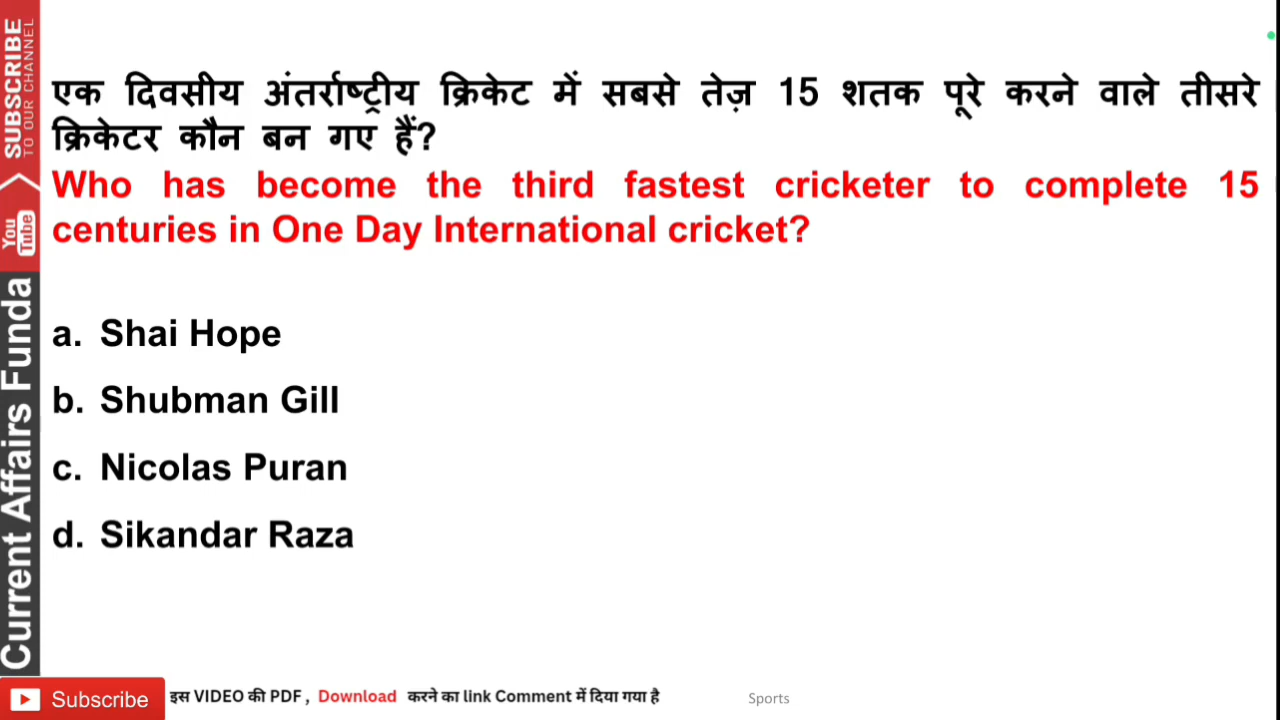 एक दिवसीय अंतर्राष्ट्रीय क्रिकेट में सबसे तेज़ 15 शतक पूरे करने वाले तीसरे
क्रिकेटर कौन बन गए हैं?
Who has become the third fastest cricketer to complete 15
centuries in One Day International cricket?
a. Shai Hope
b. Shubman Gill
c. Nicolas Puran
d. Sikandar Raza
SUBSCRIBE
TO OUR CHANNEL
You
Tube
Current Affairs Funda
Subscribe
इस VIDEO की PDF , Download करने का link Comment में दिया गया है
Sports